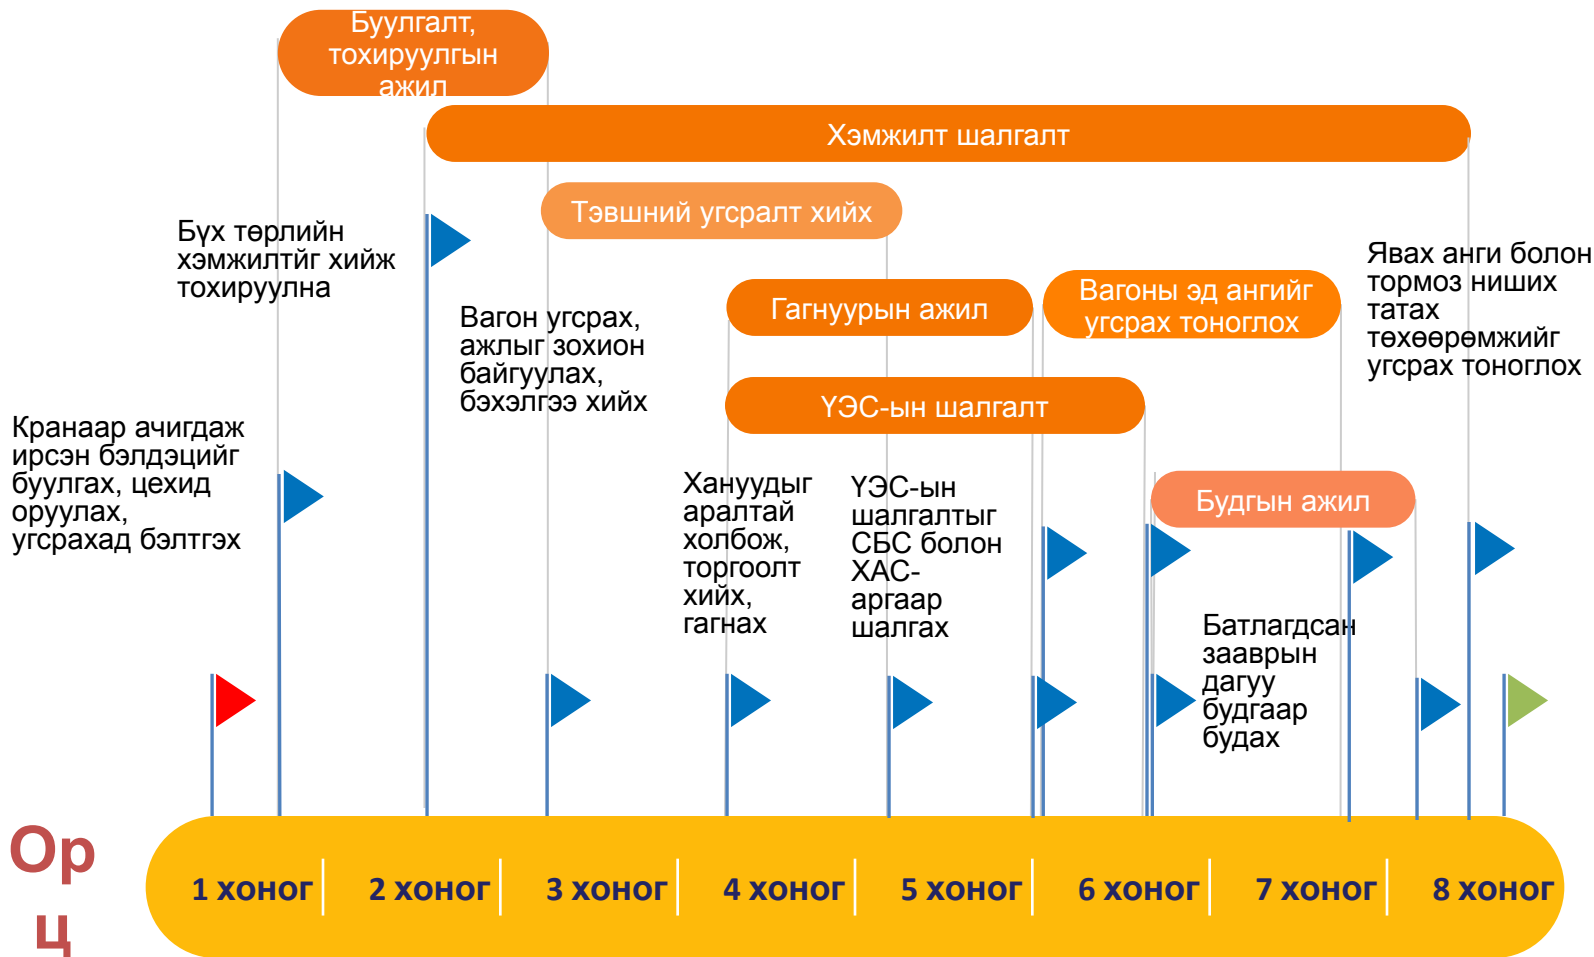 Буулгалт,
тохируулгын
ажил
Хэмжилт шалгалт
Тэвшний угсралт хийх
Бүх төрлийн
хэмжилтйг хийж
тохируулна
Явах анги болон
тормоз ниших
татах
төхөөрөмжийг
угсрах тоноглох
Вагоны эд ангийг
угсрах тоноглох
Гагнуурын ажил
Вагон угсрах,
ажлыг зохион
байгуулах,
бэхэлгээ хийх
ҮЭС-ын шалгалт
Кранаар ачигдаж
ирсэн бэлдэцийг
буулгах, цехид
оруулах,
угсрахад бэлтгэх
Хануудыг
аралтай
холбож,
торгоолт
хийх,
гагнах
ҮЭС-ын
шалгалтыг
СБС болон
ХАС-
аргаар
шалгах
Будгын ажил
Батлагдсан
зааврын
дагуу
будгаар
будах
Ор
ц
1 хоног
2 хоног
3 хоног
4 хоног
5 хоног
6 хоног
7 хоног
8 хоног